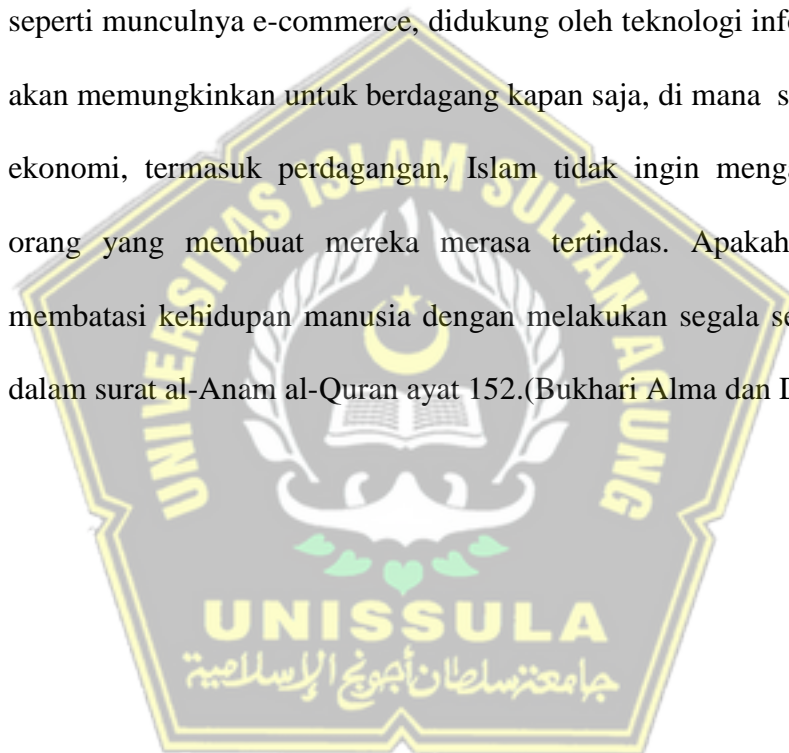 seperti munculnya e-commerce, didukung oleh teknologi
akan memungkinkan untuk berdagang kapan saja, di mana
ekonomi, termasuk perdagangan, Islam tidak ingin
orang yang membuat mereka merasa tertindas. Apakah
membatasi kehidupan manusia dengan melakukan segala
dalam surat al-Anam al-Quran ayat 152.(Bukhari Alma dan
UNIVERSITAS ISLAM SULTAN AGUNG
UNISSULA
جامعة سلطان أجونج الإسلامية